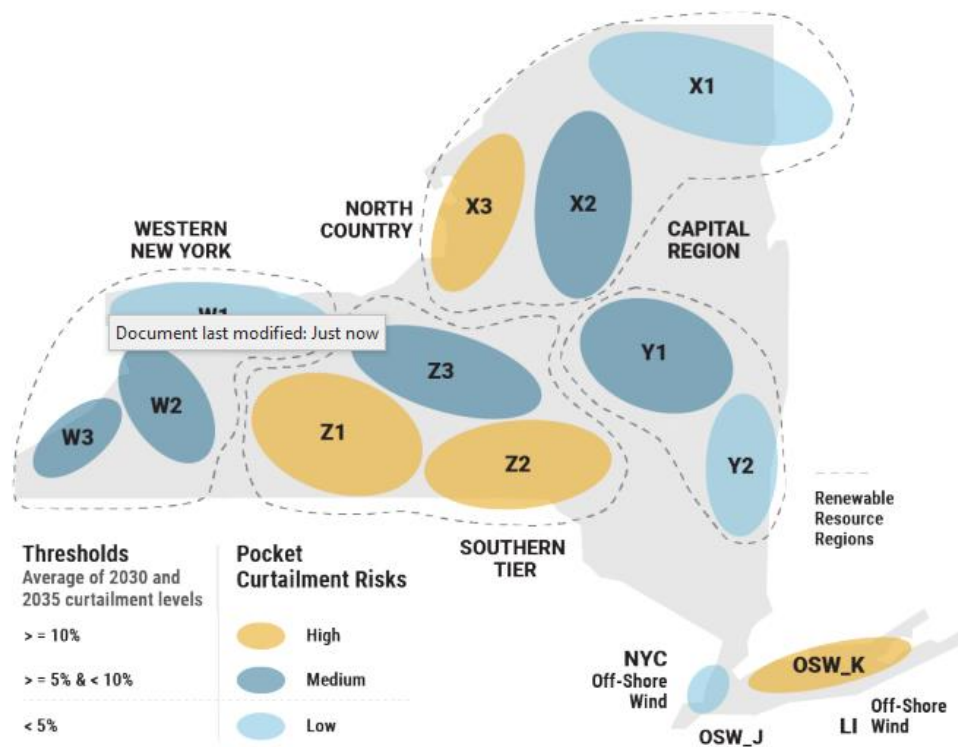 X1
X3
X2
NORTH
COUNTRY
CAPITAL
REGION
WESTERN
NEW YORK
W1
Document last modified: Just now
Y1
Z3
W2
W3
Z1
Z2
Y2
Renewable
Resource
Regions
SOUTHERN
TIER
Thresholds
Average of 2030 and
2035 curtailment levels
Pocket
Curtailment Risks
> = 10%
High
> = 5% & < 10%
Medium
< 5%
Low
NYC
Off-Shore
Wind
OSW_J
OSW_K
LI
Off-Shore
Wind